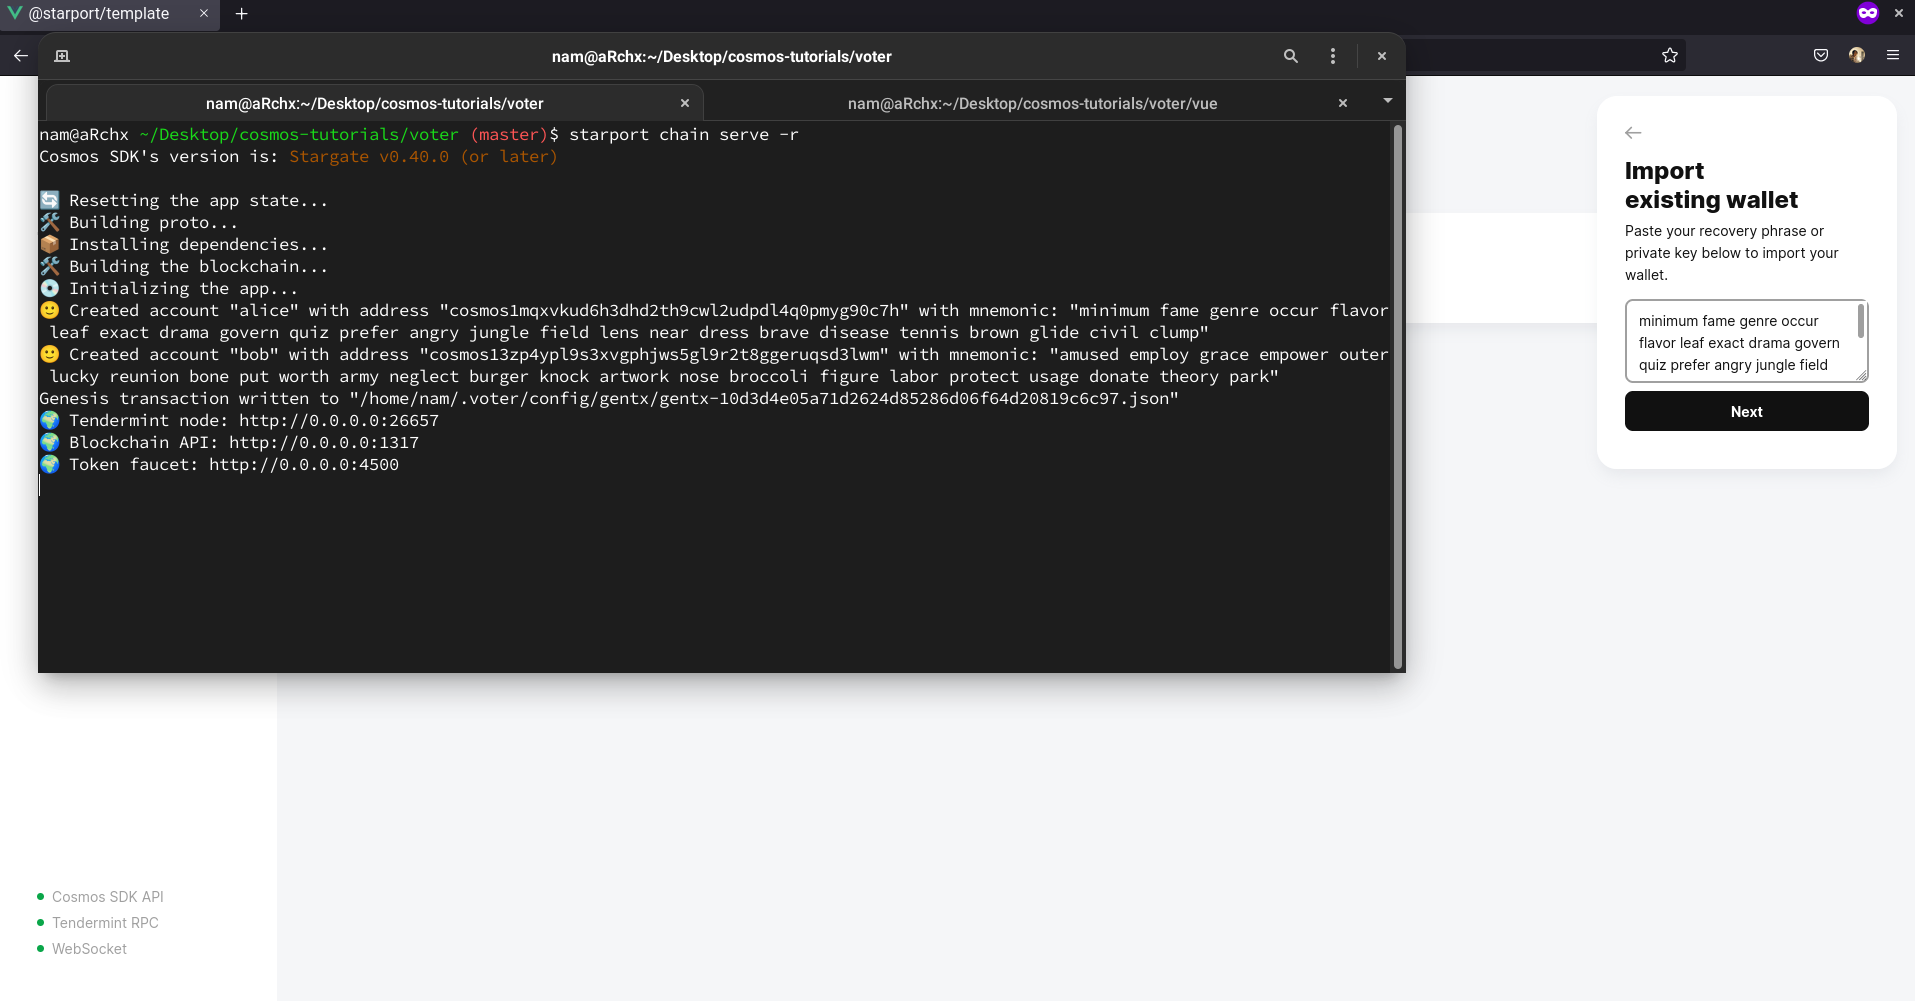 @starport/template
nam@aRchx:~/Desktop/cosmos-tutorials/voter
nam@aRchx:~/Desktop/cosmos-tutorials/voter
nam@aRchx:~/Desktop/cosmos-tutorials/voter/vue
nam@aRchx ~/Desktop/cosmos-tutorials/voter (master)$ starport chain serve -r
Cosmos SDK's version is: Stargate v0.40.0 (or later)
🔄 Resetting the app state...
🛠️ Building proto...
📦 Installing dependencies...
🛠️ Building the blockchain...
💿 Initializing the app...
🙂 Created account "alice" with address "cosmos1mqxvkud6h3dhd2th9cwl2udpdl4q0pmyg90c7h" with mnemonic: "minimum fame genre occur flavor
leaf exact drama govern quiz prefer angry jungle field lens near dress brave disease tennis brown glide civil clump"
🙂 Created account "bob" with address "cosmos13zp4ypl9s3xvgphjws5gl9r2t8ggeruqsd3lwm" with mnemonic: "amused employ grace empower outer
lucky reunion bone put worth army neglect burger knock artwork nose broccoli figure labor protect usage donate theory park"
Genesis transaction written to "/home/nam/.voter/config/gentx/gentx-10d3d4e05a71d2624d85286d06f64d20819c6c97.json"
🌍 Tendermint node: http://0.0.0.0:26657
🌍 Blockchain API: http://0.0.0.0:1317
🌍 Token faucet: http://0.0.0.0:4500
Import
existing wallet
Paste your recovery phrase or
private key below to import your
wallet.
minimum fame genre occur
flavor leaf exact drama govern
quiz prefer angry jungle field
Next
Cosmos SDK API
Tendermint RPC
WebSocket